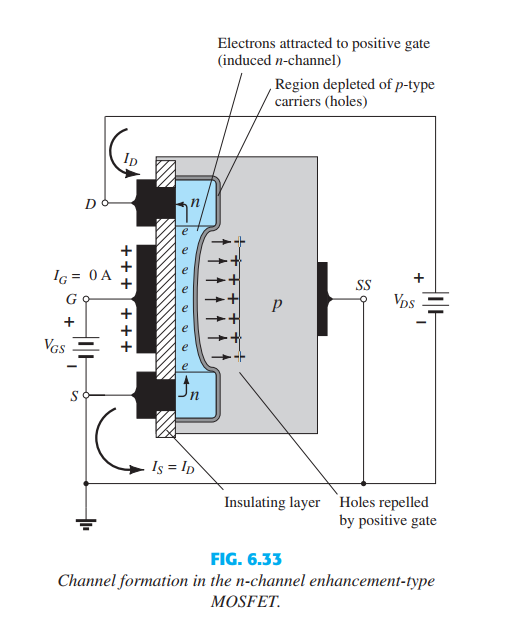 Electrons attracted to positive gate
(induced n-channel)
Region depleted of p-type
carriers (holes)
I_D
D
n
e
e
e
e
e
e
e
e
+
+
+
+
+
+
+
+
+
+
+
+
+
I_G = 0 A
G
+
V_GS
–
S
p
SS
+
V_DS
–
n
I_S = I_D
Insulating layer
Holes repelled
by positive gate
FIG. 6.33
Channel formation in the n-channel enhancement-type
MOSFET.